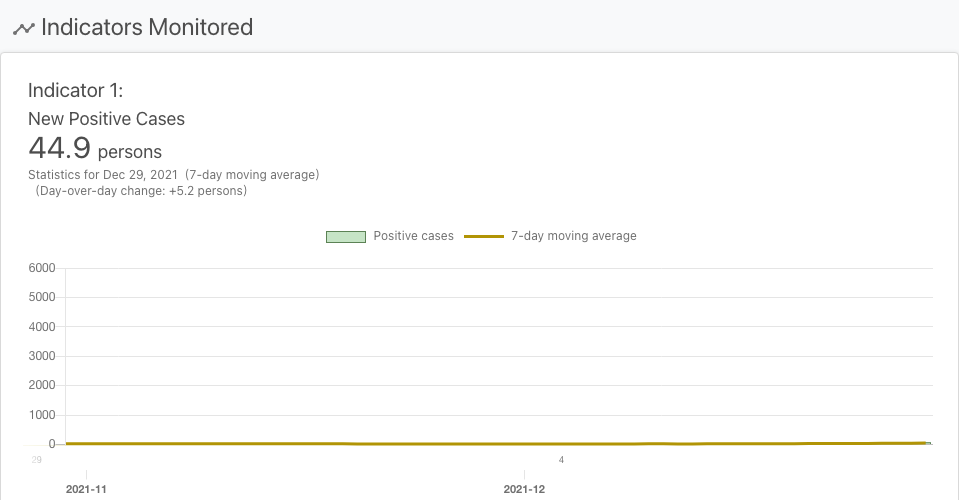 Indicators Monitored
Indicator 1:
New Positive Cases
44.9 persons
Statistics for Dec 29, 2021 (7-day moving average)
(Day-over-day change: +5.2 persons)
Positive cases 7-day moving average
6000
5000
4000
3000
2000
1000
0
29 4
2021-11 2021-12